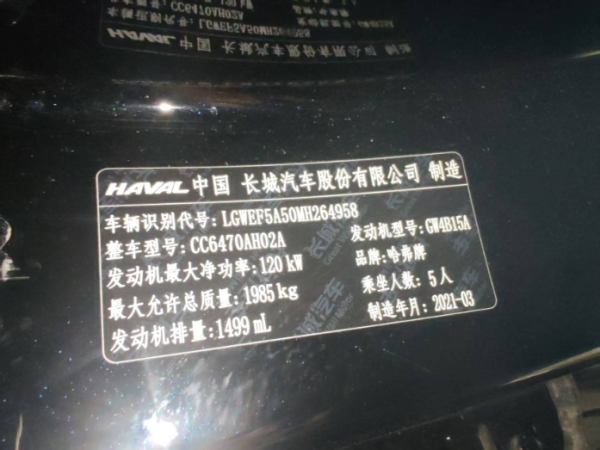 HAVAL 中国 长城汽车股份有限公司 制造
车辆识别代号: LGWEF5A50MH264958
整车型号: CC6470AH02A 发动机型号: GW4B15A
发动机最大净功率: 120 kW 品牌: 哈弗牌
最大允许总质量: 1985 kg 乘坐人数: 5 人
发动机排量: 1499 mL 制造年月: 2021-03